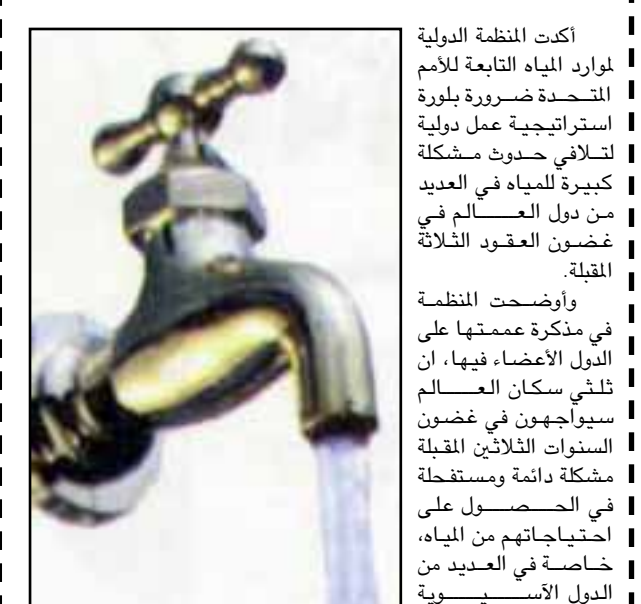 أكدت المنظمة الدولية
لموارد المياه التابعة للأمم
المتحدة ضرورة بلورة
استراتيجية عمل دولية
لتلافي حدوث مشكلة
كبيرة للمياه في العديد
من دول العالم في
غضون العقود الثلاثة
المقبلة.
وأوضحت المنظمة
في مذكرة عممتها على
الدول الأعضاء فيها، ان
ثلثي سكان العالم
سيواجهون في غضون
السنوات الثلاثين المقبلة
مشكلة دائمة ومستفحلة
في الحصول على
احتياجاتهم من المياه،
خاصة في العديد من
الدول الآسيوية